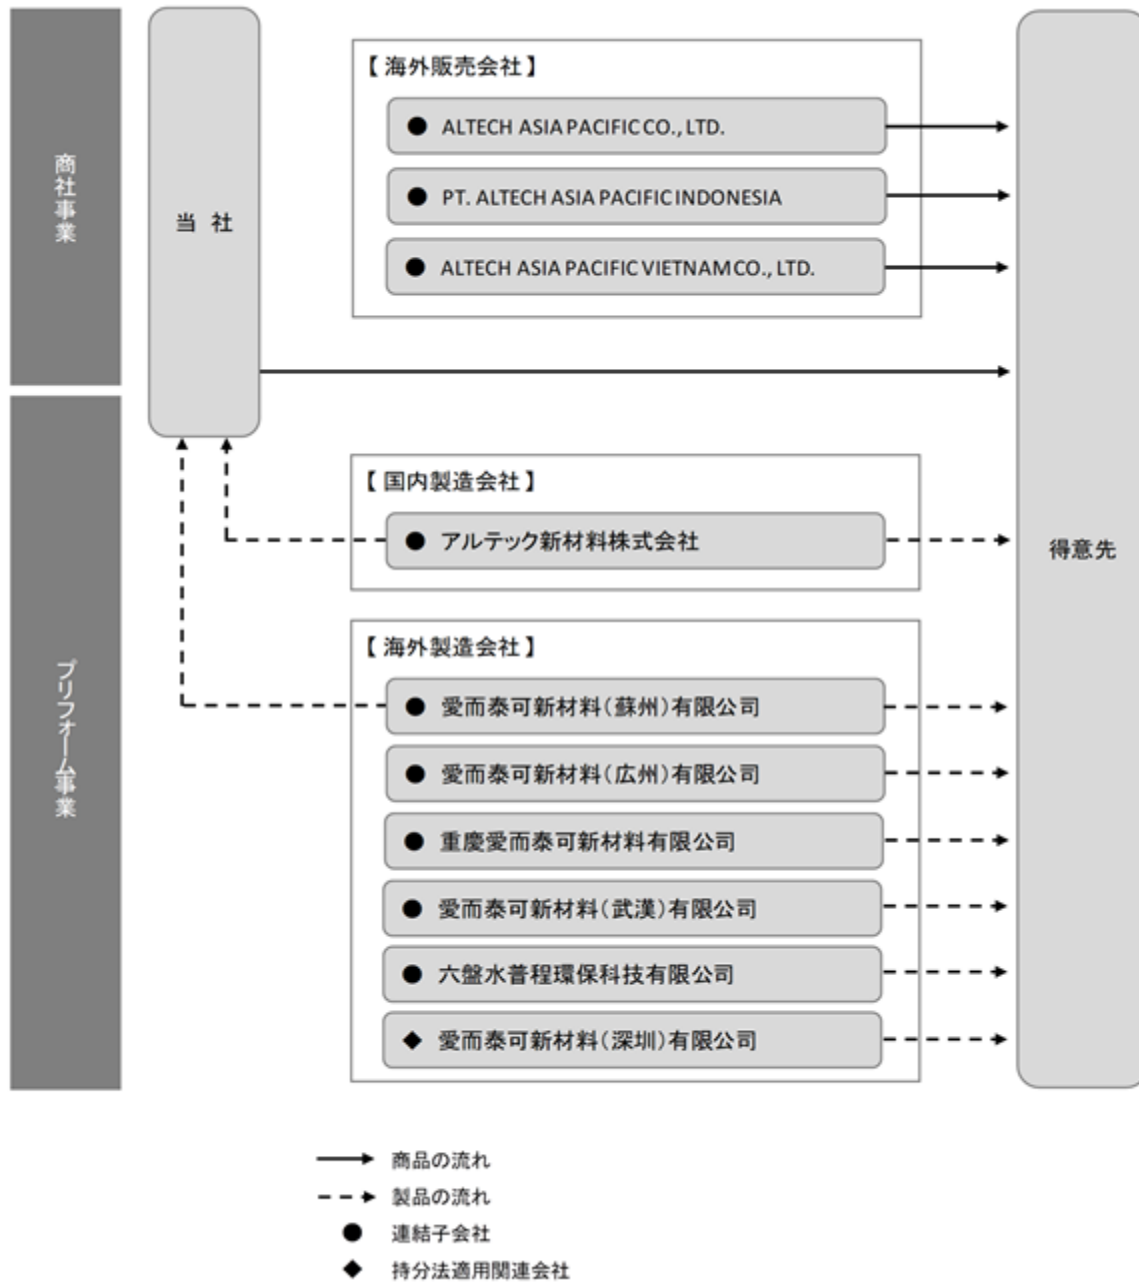 商社事業
当 社
【 海外販売会社 】
● ALTECH ASIA PACIFIC CO., LTD.
● PT. ALTECH ASIA PACIFIC INDONESIA
● ALTECH ASIA PACIFIC VIETNAM CO., LTD.
プリフォーム事業
【 国内製造会社 】
● アルテック新材料株式会社
得意先
【 海外製造会社 】
● 愛而泰可新材料（蘇州）有限公司
● 愛而泰可新材料（広州）有限公司
● 重慶愛而泰可新材料有限公司
● 愛而泰可新材料（武漢）有限公司
● 六盤水普程環保科技有限公司
◆ 愛而泰可新材料（深圳）有限公司
商品の流れ
製品の流れ
● 連結子会社
◆ 持分法適用関連会社